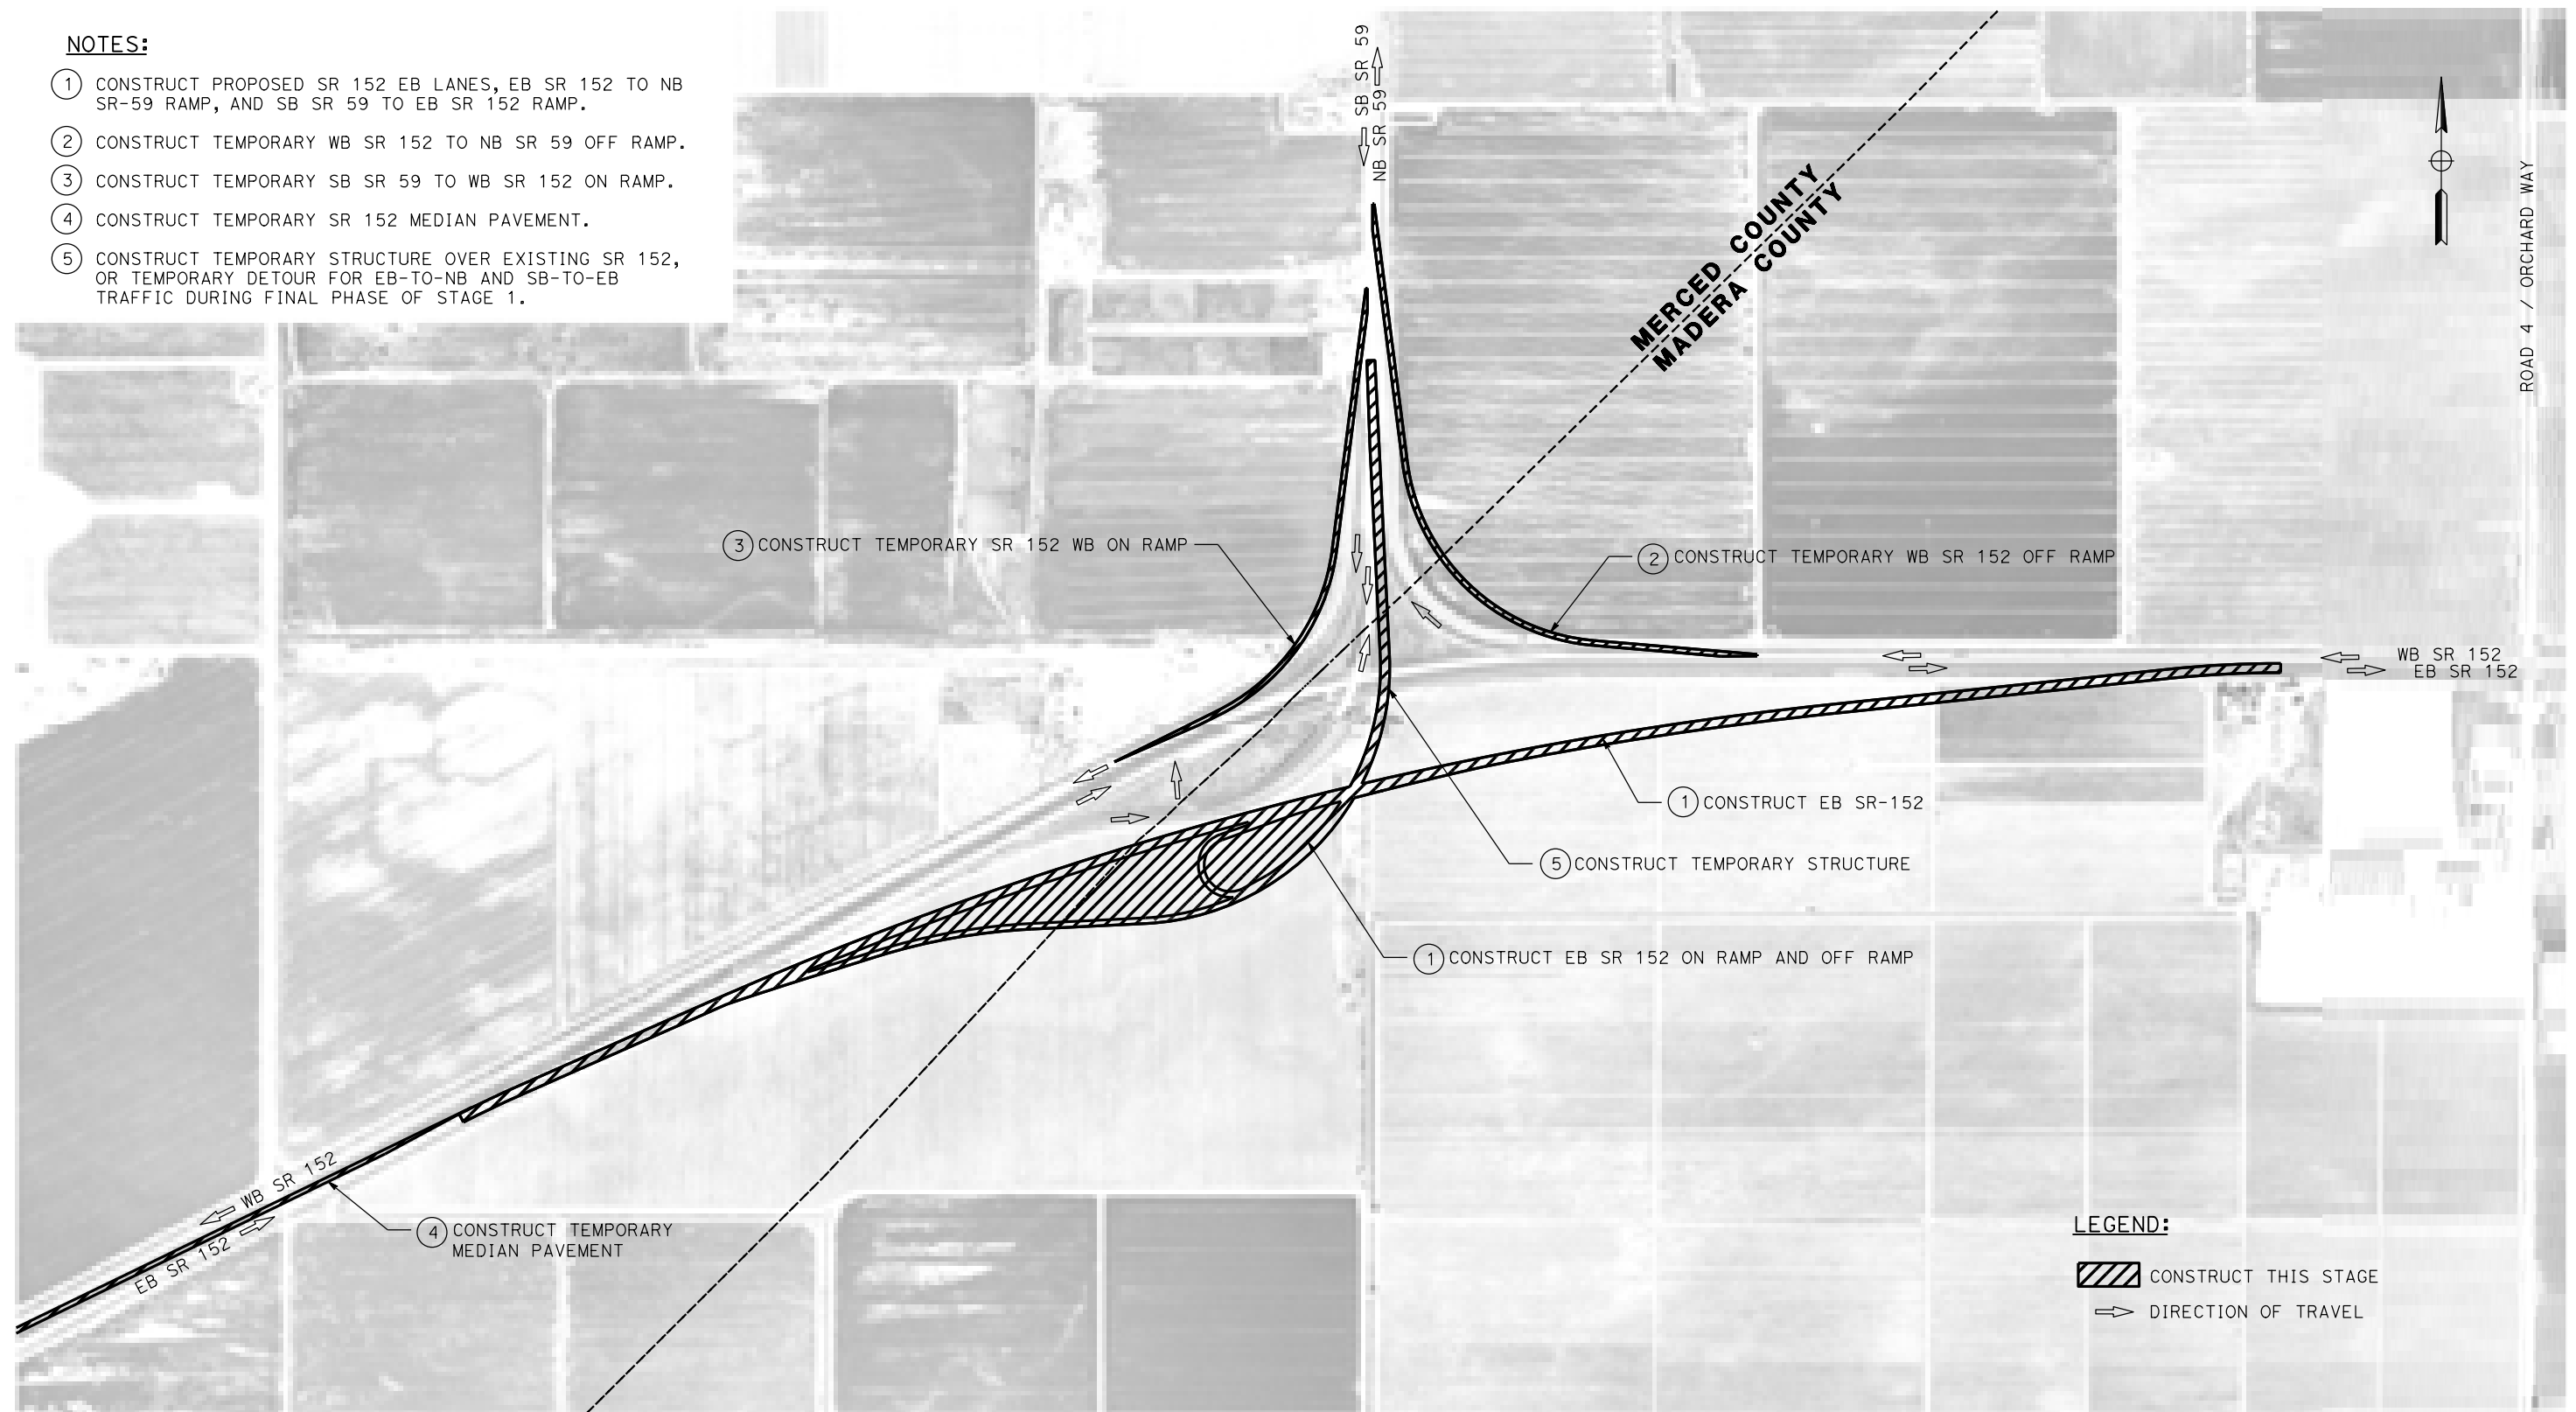 NOTES:
1 CONSTRUCT PROPOSED SR 152 EB LANES, EB SR 152 TO NB
SR-59 RAMP, AND SB SR 59 TO EB SR 152 RAMP.
2 CONSTRUCT TEMPORARY WB SR 152 TO NB SR 59 OFF RAMP.
3 CONSTRUCT TEMPORARY SB SR 59 TO WB SR 152 ON RAMP.
4 CONSTRUCT TEMPORARY SR 152 MEDIAN PAVEMENT.
5 CONSTRUCT TEMPORARY STRUCTURE OVER EXISTING SR 152,
OR TEMPORARY DETOUR FOR EB-TO-NB AND SB-TO-EB
TRAFFIC DURING FINAL PHASE OF STAGE 1.
SB SR 59
NB SR 59
MERCED COUNTY
MADERA COUNTY
ROAD 4 / ORCHARD WAY
3 CONSTRUCT TEMPORARY SR 152 WB ON RAMP
2 CONSTRUCT TEMPORARY WB SR 152 OFF RAMP
WB SR 152
EB SR 152
1 CONSTRUCT EB SR-152
5 CONSTRUCT TEMPORARY STRUCTURE
1 CONSTRUCT EB SR 152 ON RAMP AND OFF RAMP
WB SR 152
EB SR 152
4 CONSTRUCT TEMPORARY
MEDIAN PAVEMENT
LEGEND:
CONSTRUCT THIS STAGE
DIRECTION OF TRAVEL